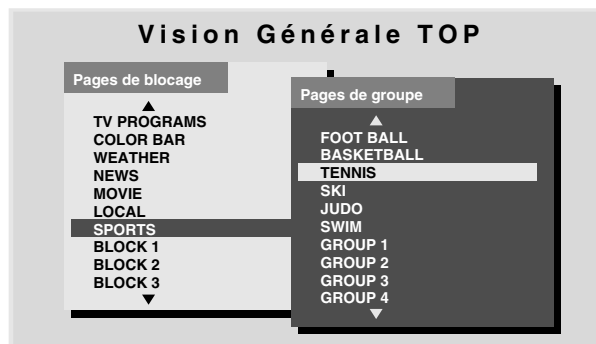 Vision Générale TOP
Pages de blocage
TV PROGRAMS
COLOR BAR
WEATHER
NEWS
MOVIE
LOCAL
SPORTS
BLOCK 1
BLOCK 2
BLOCK 3
Pages de groupe
FOOT BALL
BASKETBALL
TENNIS
SKI
JUDO
SWIM
GROUP 1
GROUP 2
GROUP 3
GROUP 4